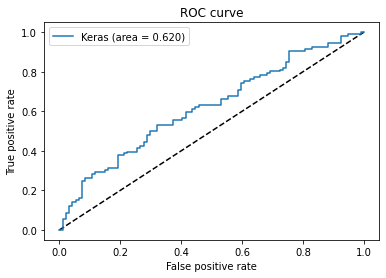 ROC curve
Keras (area = 0.620)
True positive rate
1.0
0.8
0.6
0.4
0.2
0.0
0.0 0.2 0.4 0.6 0.8 1.0
False positive rate